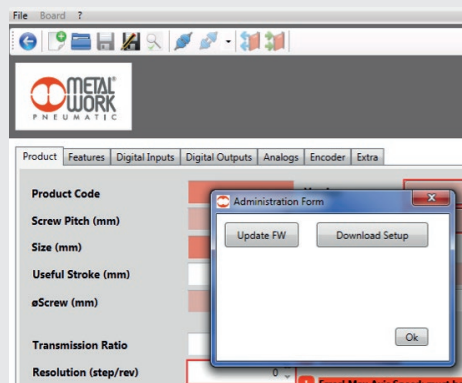 File Board ?
METAL
WORK
PNEUMATIC
Product Features Digital Inputs Digital Outputs Analogs Encoder Extra
Product Code
Administration Form
Screw Pitch (mm)
Update FW Download Setup
Size (mm)
Useful Stroke (mm)
øScrew (mm)
Ok
Transmission Ratio
Resolution (step/rev) 0